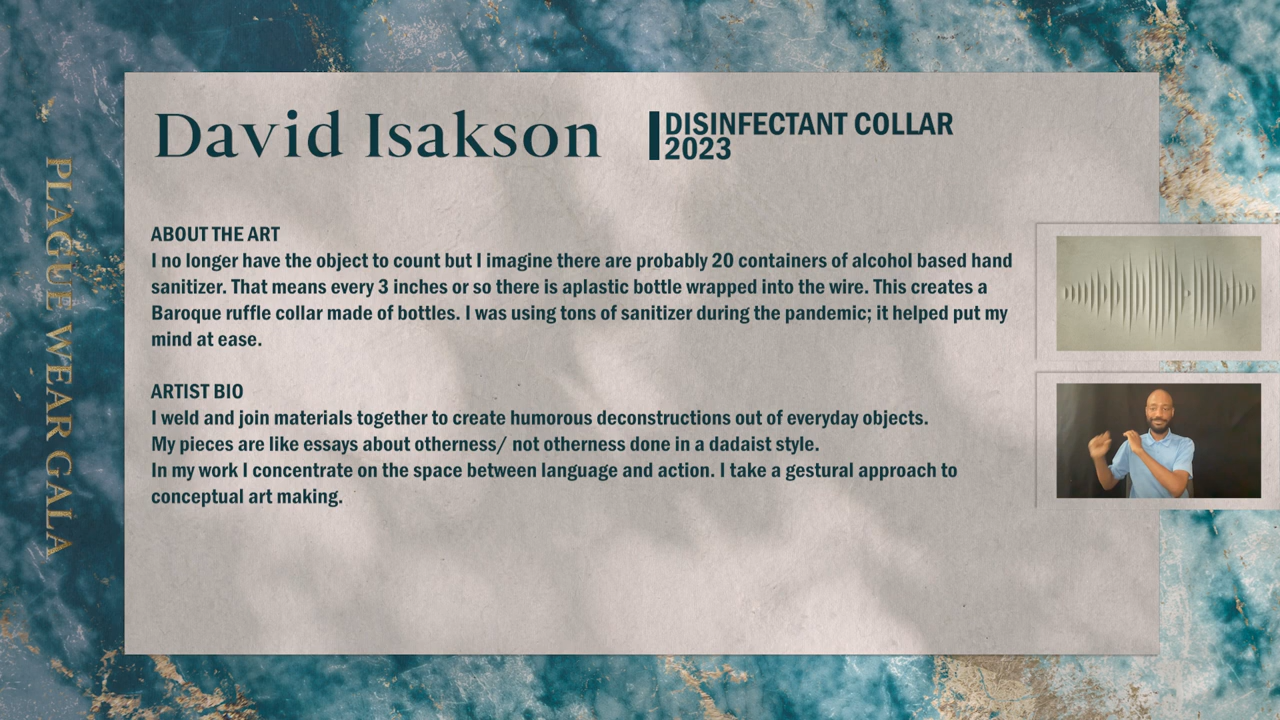 David Isakson
DISINFECTANT COLLAR
2023
PLAGUE WEAR GALA
ABOUT THE ART
I no longer have the object to count but I imagine there are probably 20 containers of alcohol based hand
sanitizer. That means every 3 inches or so there is aplastic bottle wrapped into the wire. This creates a
Baroque ruffle collar made of bottles. I was using tons of sanitizer during the pandemic; it helped put my
mind at ease.
ARTIST BIO
I weld and join materials together to create humorous deconstructions out of everyday objects.
My pieces are like essays about otherness/ not otherness done in a dadaist style.
In my work I concentrate on the space between language and action. I take a gestural approach to
conceptual art making.